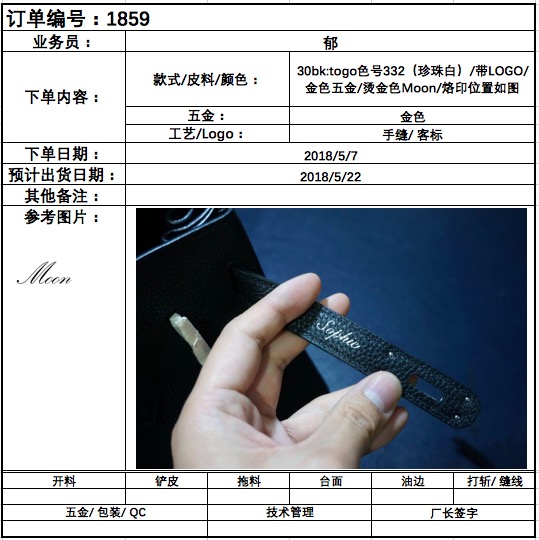 订单编号：1859
业务员：
郁
下单内容：
款式/皮料/颜色：
30bk:togo色号332（珍珠白）/带LOGO/
金色五金/烫金色Moon/烙印位置如图
五金：
金色
工艺/Logo：
手缝/ 客标
下单日期：
2018/5/7
预计出货日期：
2018/5/22
其他备注：
参考图片：
Moon
Sophie
开料
铲皮
拖料
台面
油边
打斩/ 缝线
五金/ 包装/ QC
技术管理
厂长签字